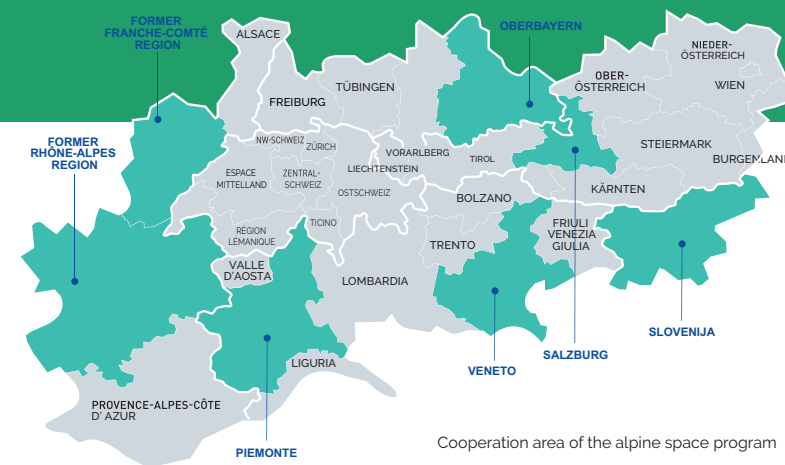 FORMER
FRANCHE-COMTÉ
REGION
ALSACE
OBERBAYERN
NIEDER-
ÖSTERREICH
WIEN
OBER-
ÖSTERREICH
TÜBINGEN
FREIBURG
FORMER
RHÔNE-ALPES
REGION
NW-SCHWEIZ
ZÜRICH
VORARLBERG
TIROL
STEIERMARK
BURGENLAN
LIECHTENSTEIN
ESPACE
MITTELLAND
ZENTRAL-
SCHWEIZ
OSTSCHWEIZ
BOLZANO
KÄRNTEN
TICINO
RÉGION
LÉMANIQUE
FRIULI
VENEZIA
GIULIA
TRENTO
VALLE
D'AOSTA
LOMBARDIA
SLOVENIJA
SALZBURG
VENETO
LIGURIA
PROVENCE-ALPES-CÔTE
D' AZUR
PIEMONTE
Cooperation area of the alpine space program